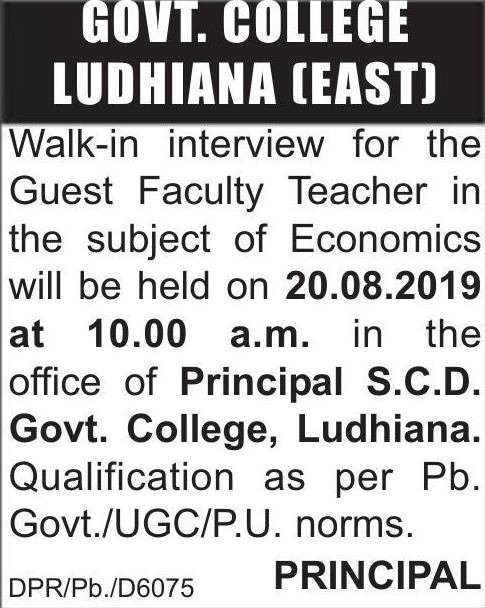 GOVT. COLLEGE
LUDHIANA (EAST)
Walk-in interview for the
Guest Faculty Teacher in
the subject of Economics
will be held on 20.08.2019
at 10.00 a.m. in the
office of Principal S.C.D.
Govt. College, Ludhiana.
Qualification as per Pb.
Govt./UGC/P.U. norms.
PRINCIPAL
DPR/Pb./D6075